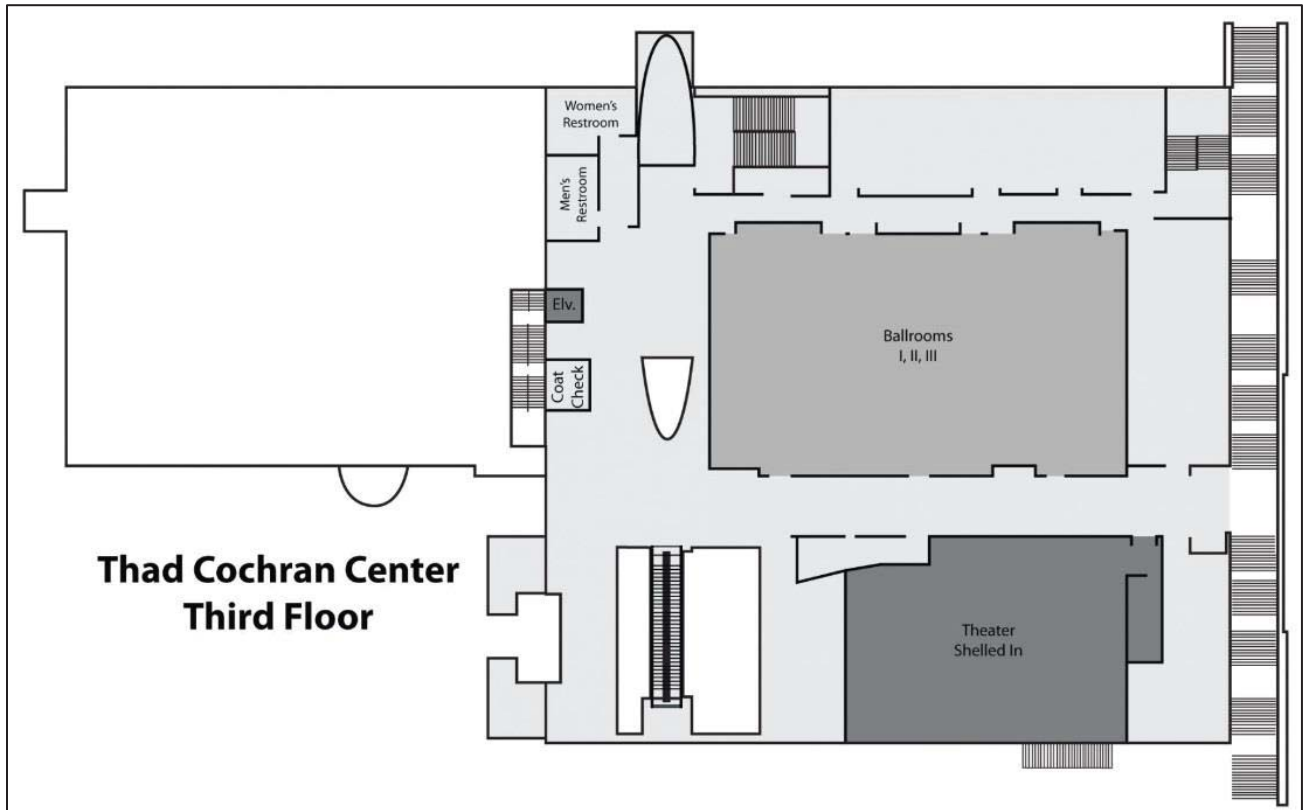 Women's
Restroom
Men's
Restroom
Elv.
Coat
Check
Ballrooms
I, II, III
Thad Cochran Center
Third Floor
Theater
Shelled In